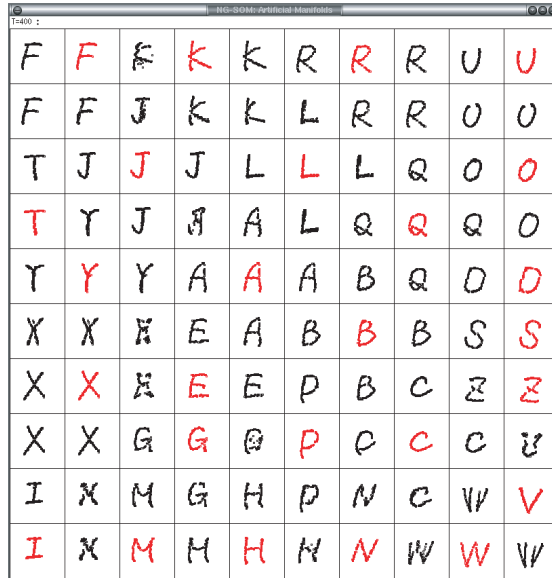 NG-SOM: Artificial Manifolds
T=400 :
F F K K K R R R U U
F F J K K L R R U U
T J J J L L L Q O O
T Y J A L Q Q Q O
Y Y Y A A A B Q D D
X X E A B B B S S
X X E E P B C Z Z
X X G G P C C C
I M M G H P N C W V
I M M H H M N W W W